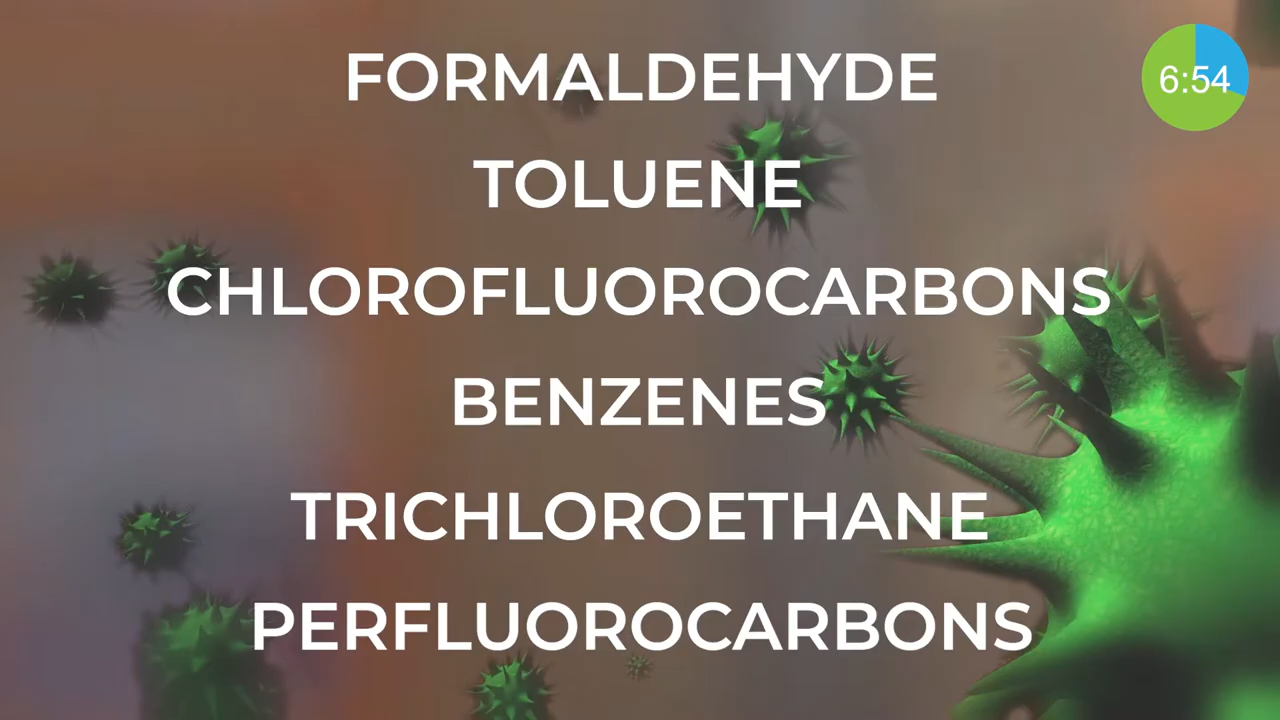 FORMALDEHYDE
6:54
TOLUENE
CHLOROFLUOROCARBONS
BENZENES
TRICHLOROETHANE
PERFLUOROCARBONS